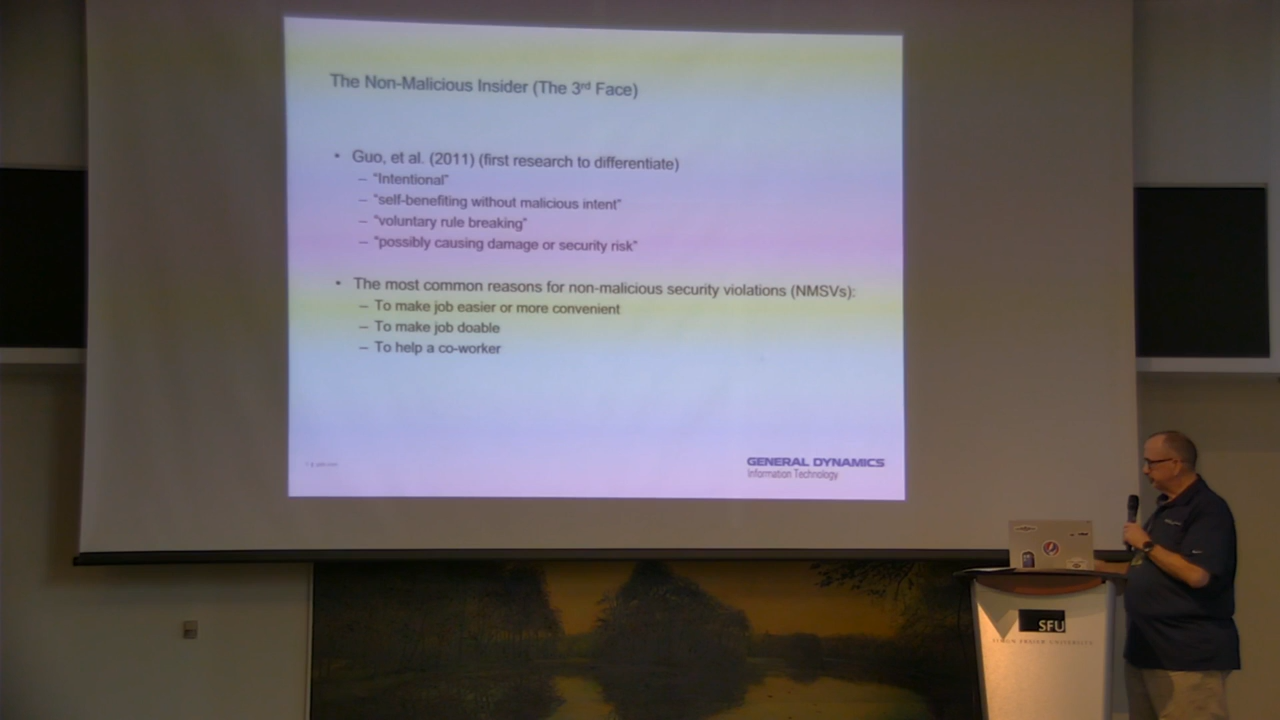 The Non-Malicious Insider (The 3rd Face)
• Guo, et al. (2011) (first research to differentiate)
– "Intentional"
– "self-benefiting without malicious intent"
– "voluntary rule breaking"
– "possibly causing damage or security risk"
• The most common reasons for non-malicious security violations (NMSVs):
– To make job easier or more convenient
– To make job doable
– To help a co-worker
GENERAL DYNAMICS
Information Technology
SFU
SIMON FRASER UNIVERSITY